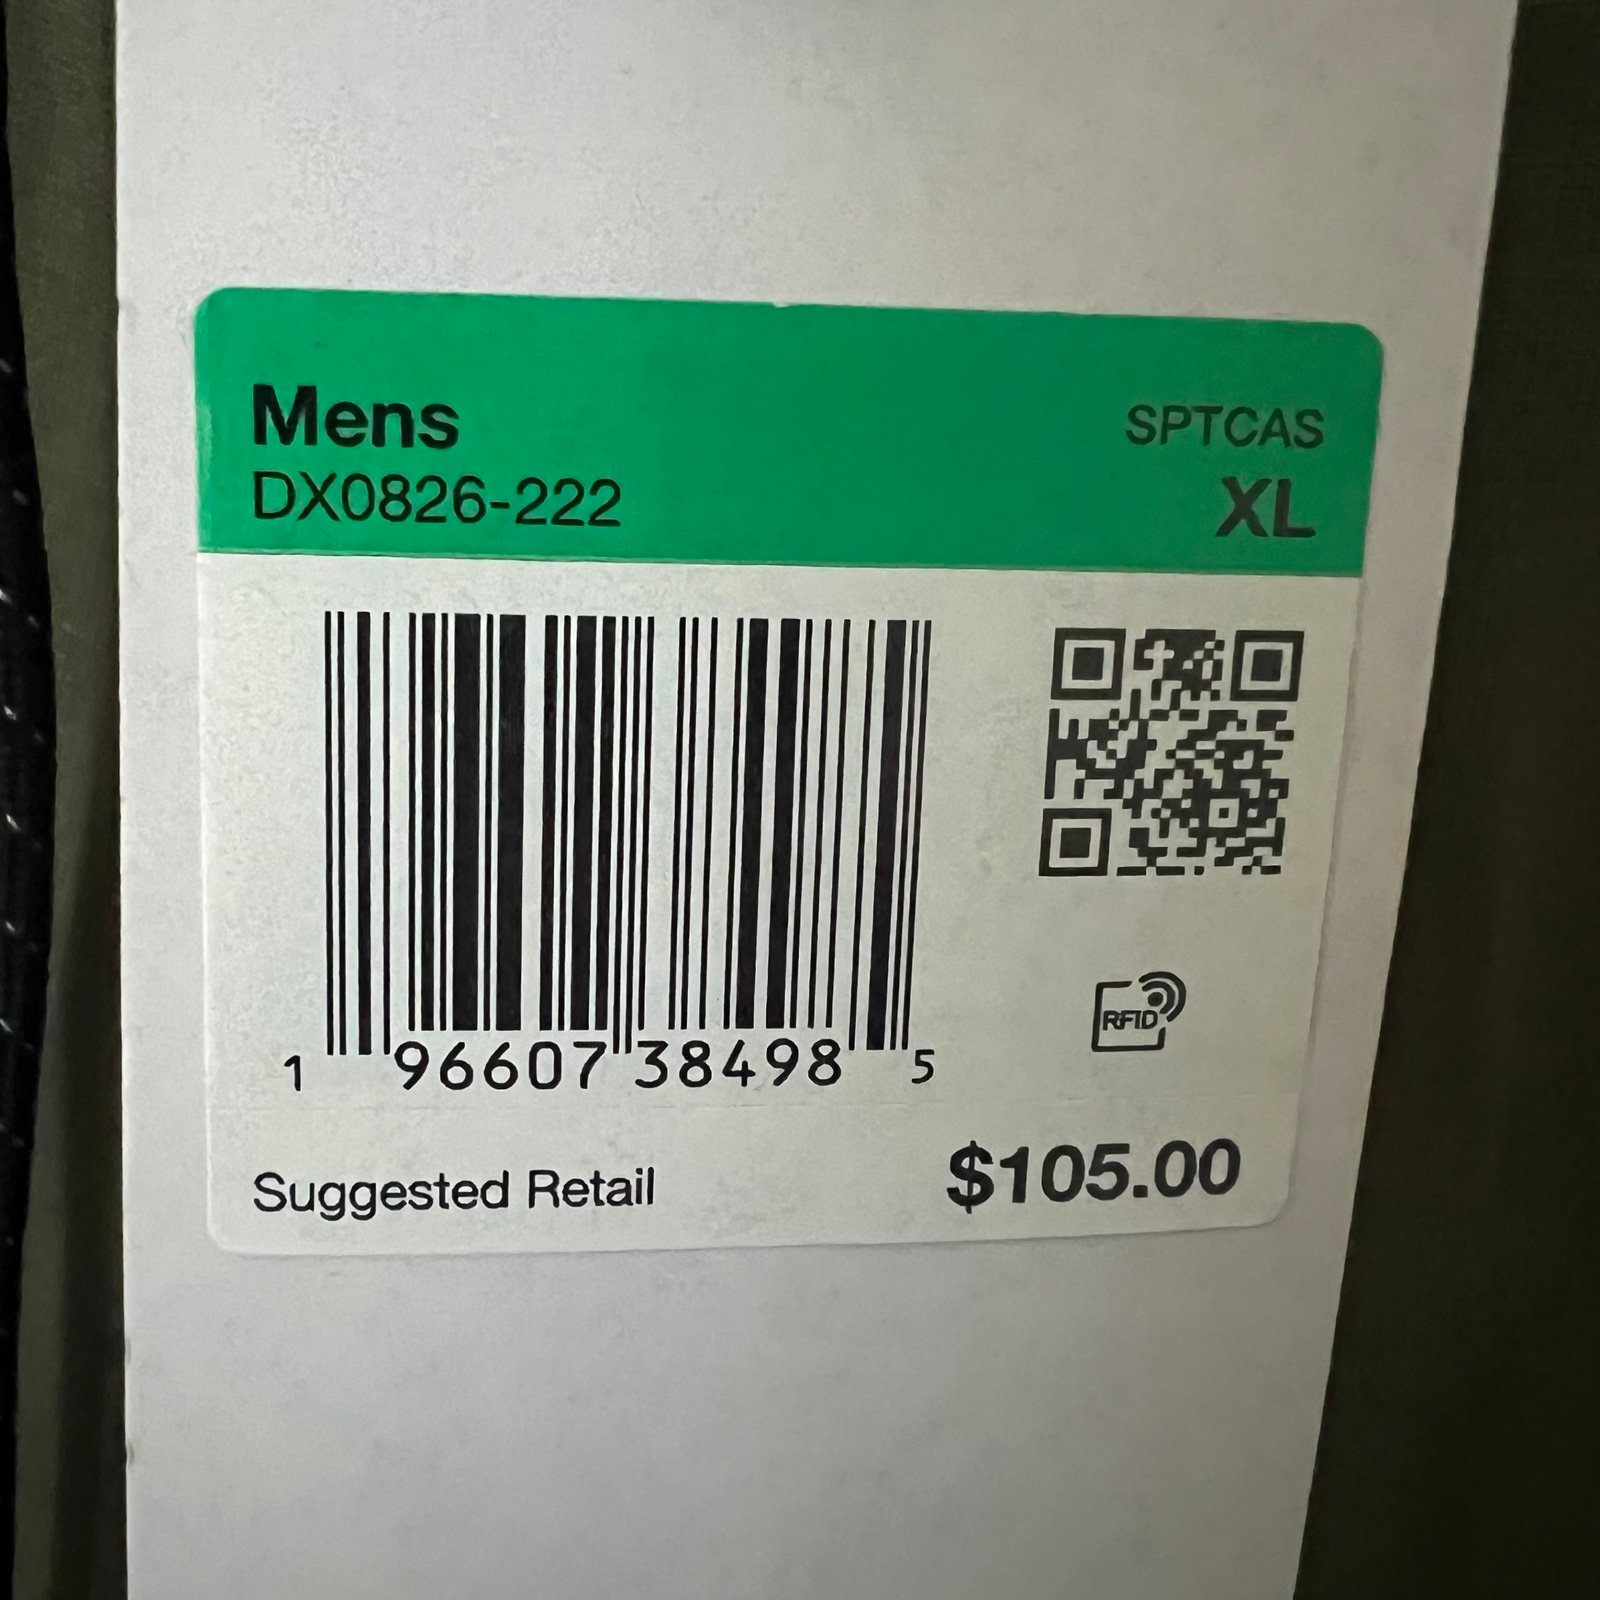 Mens
SPTCAS
DX0826-222
XL
RFID
1 96607 38498 5
Suggested Retail
$105.00